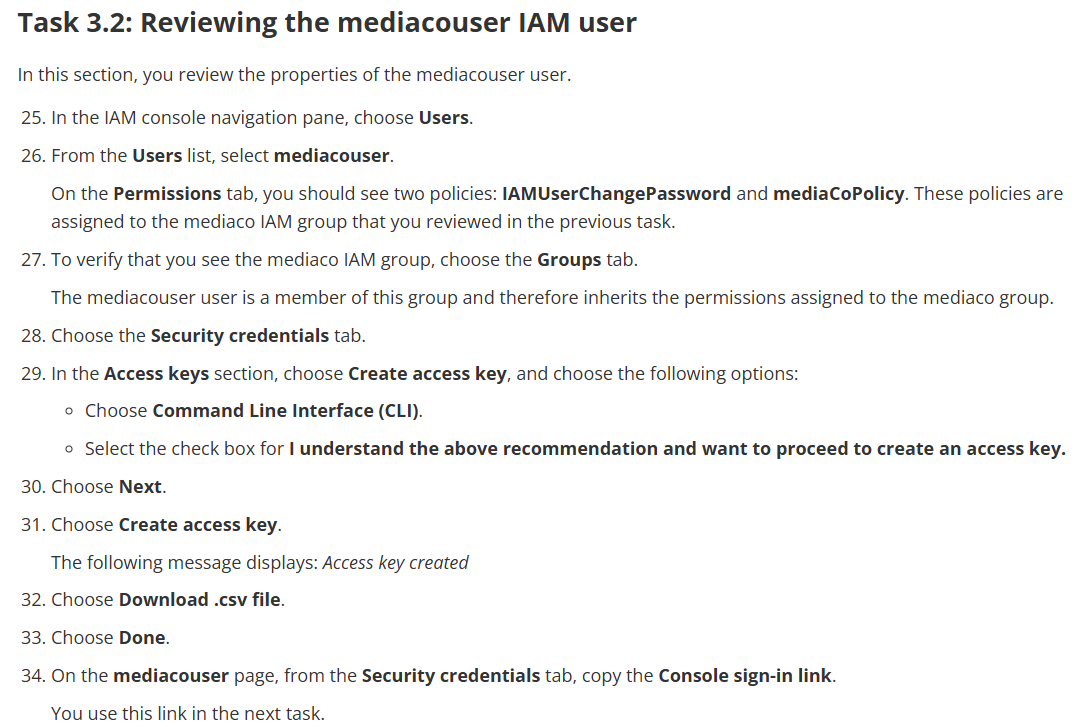 Task 3.2: Reviewing the mediacouser IAM user
In this section, you review the properties of the mediacouser user.
25. In the IAM console navigation pane, choose Users.
26. From the Users list, select mediacouser.
On the Permissions tab, you should see two policies: IAMUserChangePassword and mediaCoPolicy. These policies are
assigned to the mediaco IAM group that you reviewed in the previous task.
27. To verify that you see the mediaco IAM group, choose the Groups tab.
The mediacouser user is a member of this group and therefore inherits the permissions assigned to the mediaco group.
28. Choose the Security credentials tab.
29. In the Access keys section, choose Create access key, and choose the following options:
◦ Choose Command Line Interface (CLI).
◦ Select the check box for I understand the above recommendation and want to proceed to create an access key.
30. Choose Next.
31. Choose Create access key.
The following message displays: Access key created
32. Choose Download .csv file.
33. Choose Done.
34. On the mediacouser page, from the Security credentials tab, copy the Console sign-in link.
You use this link in the next task.